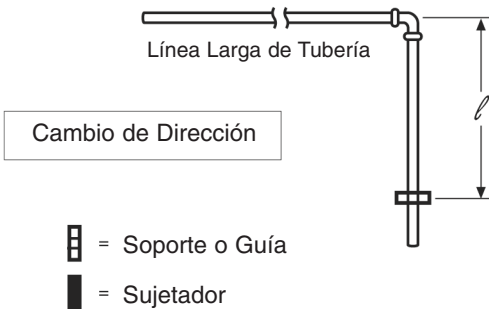 Línea Larga de Tubería
ℓ
Cambio de Dirección
= Soporte o Guía
= Sujetador